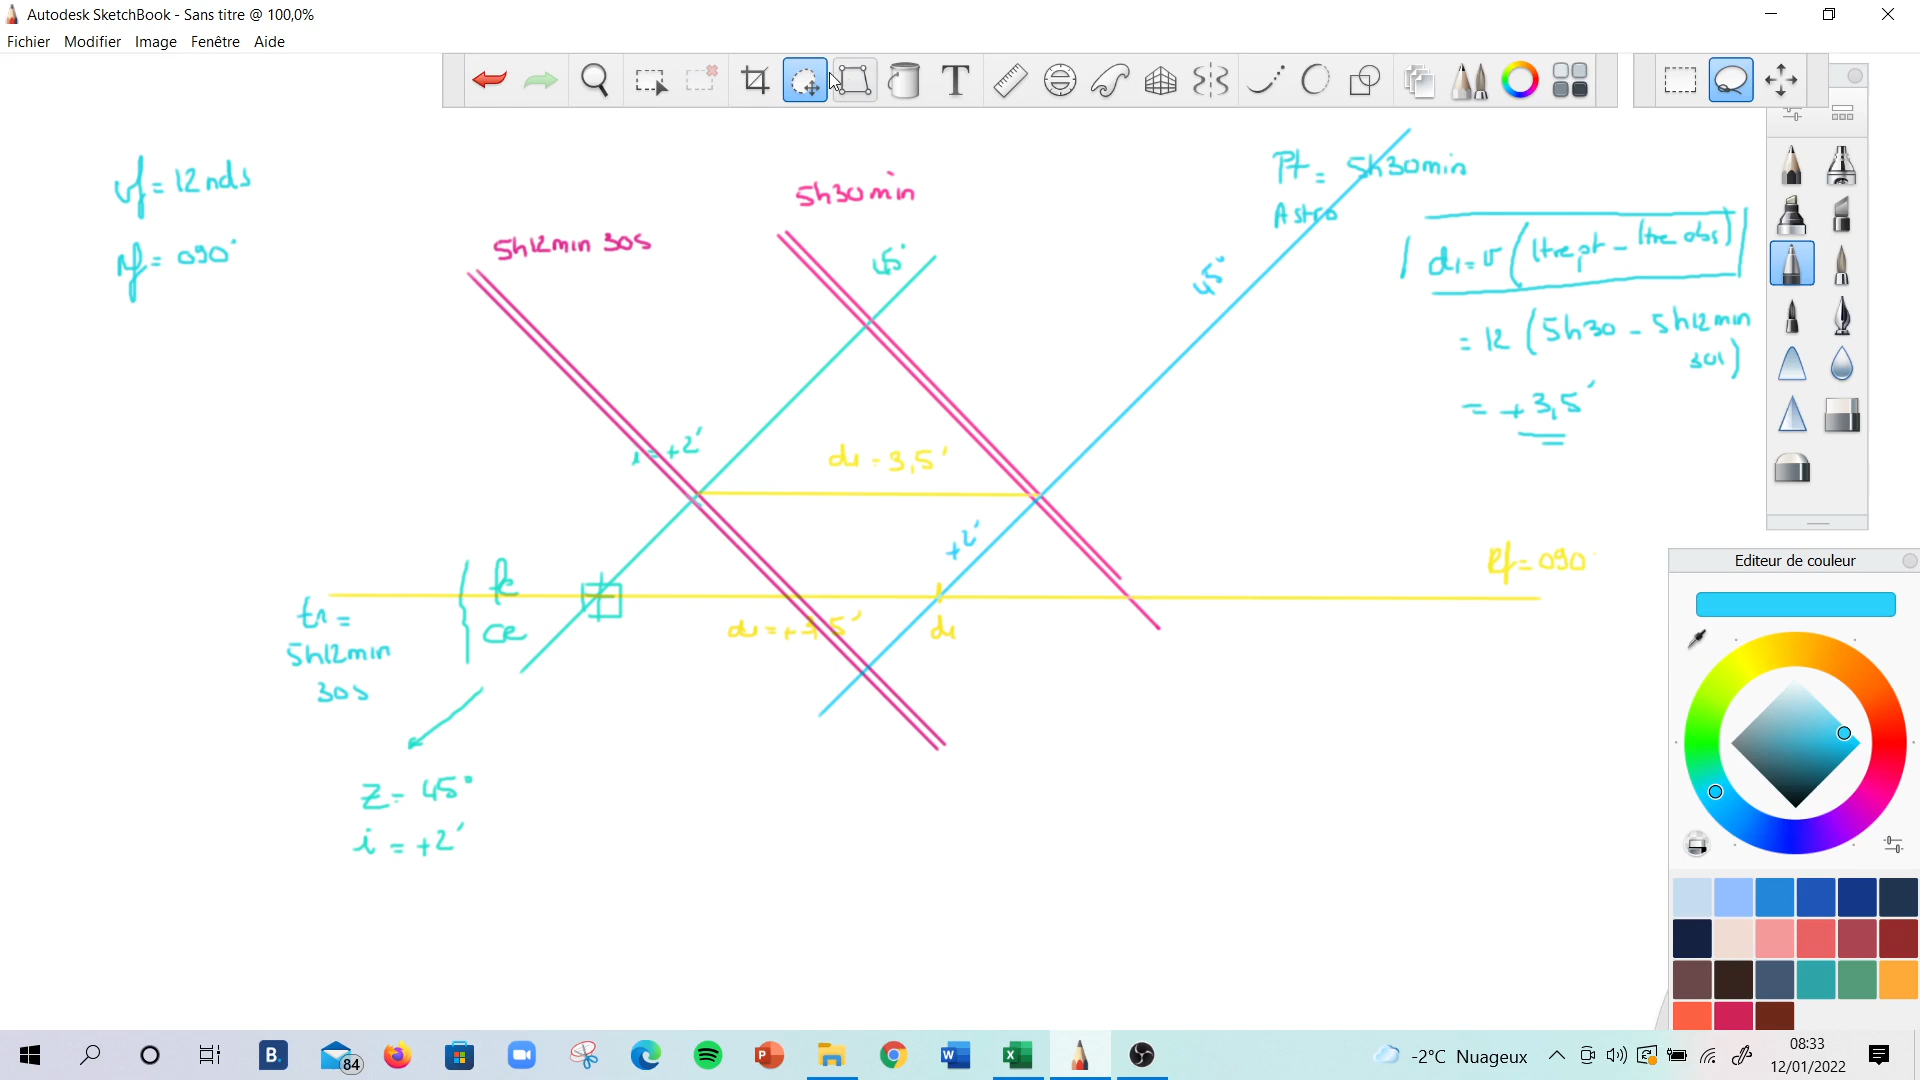 Autodesk SketchBook - Sans titre @ 100,0%
Fichier Modifier Image Fenêtre Aide
T
vf = 12 nds
Rf = 090°
5h12min 30s
5h30min
45°
45°
Pt = 5h30min
Astro
d1 = v (Hre pt - Hre obs)
= 12 (5h30 - 5h12min
30s)
= +3,5'
i = +2'
d1 = 3,5'
+2'
Rf = 090
tn =
5h12min
30s
fc
ce
d1 = +3,5'
d1
Z = 45°
i = +2'
Editeur de couleur
B.
84
-2°C Nuageux
08:33
12/01/2022